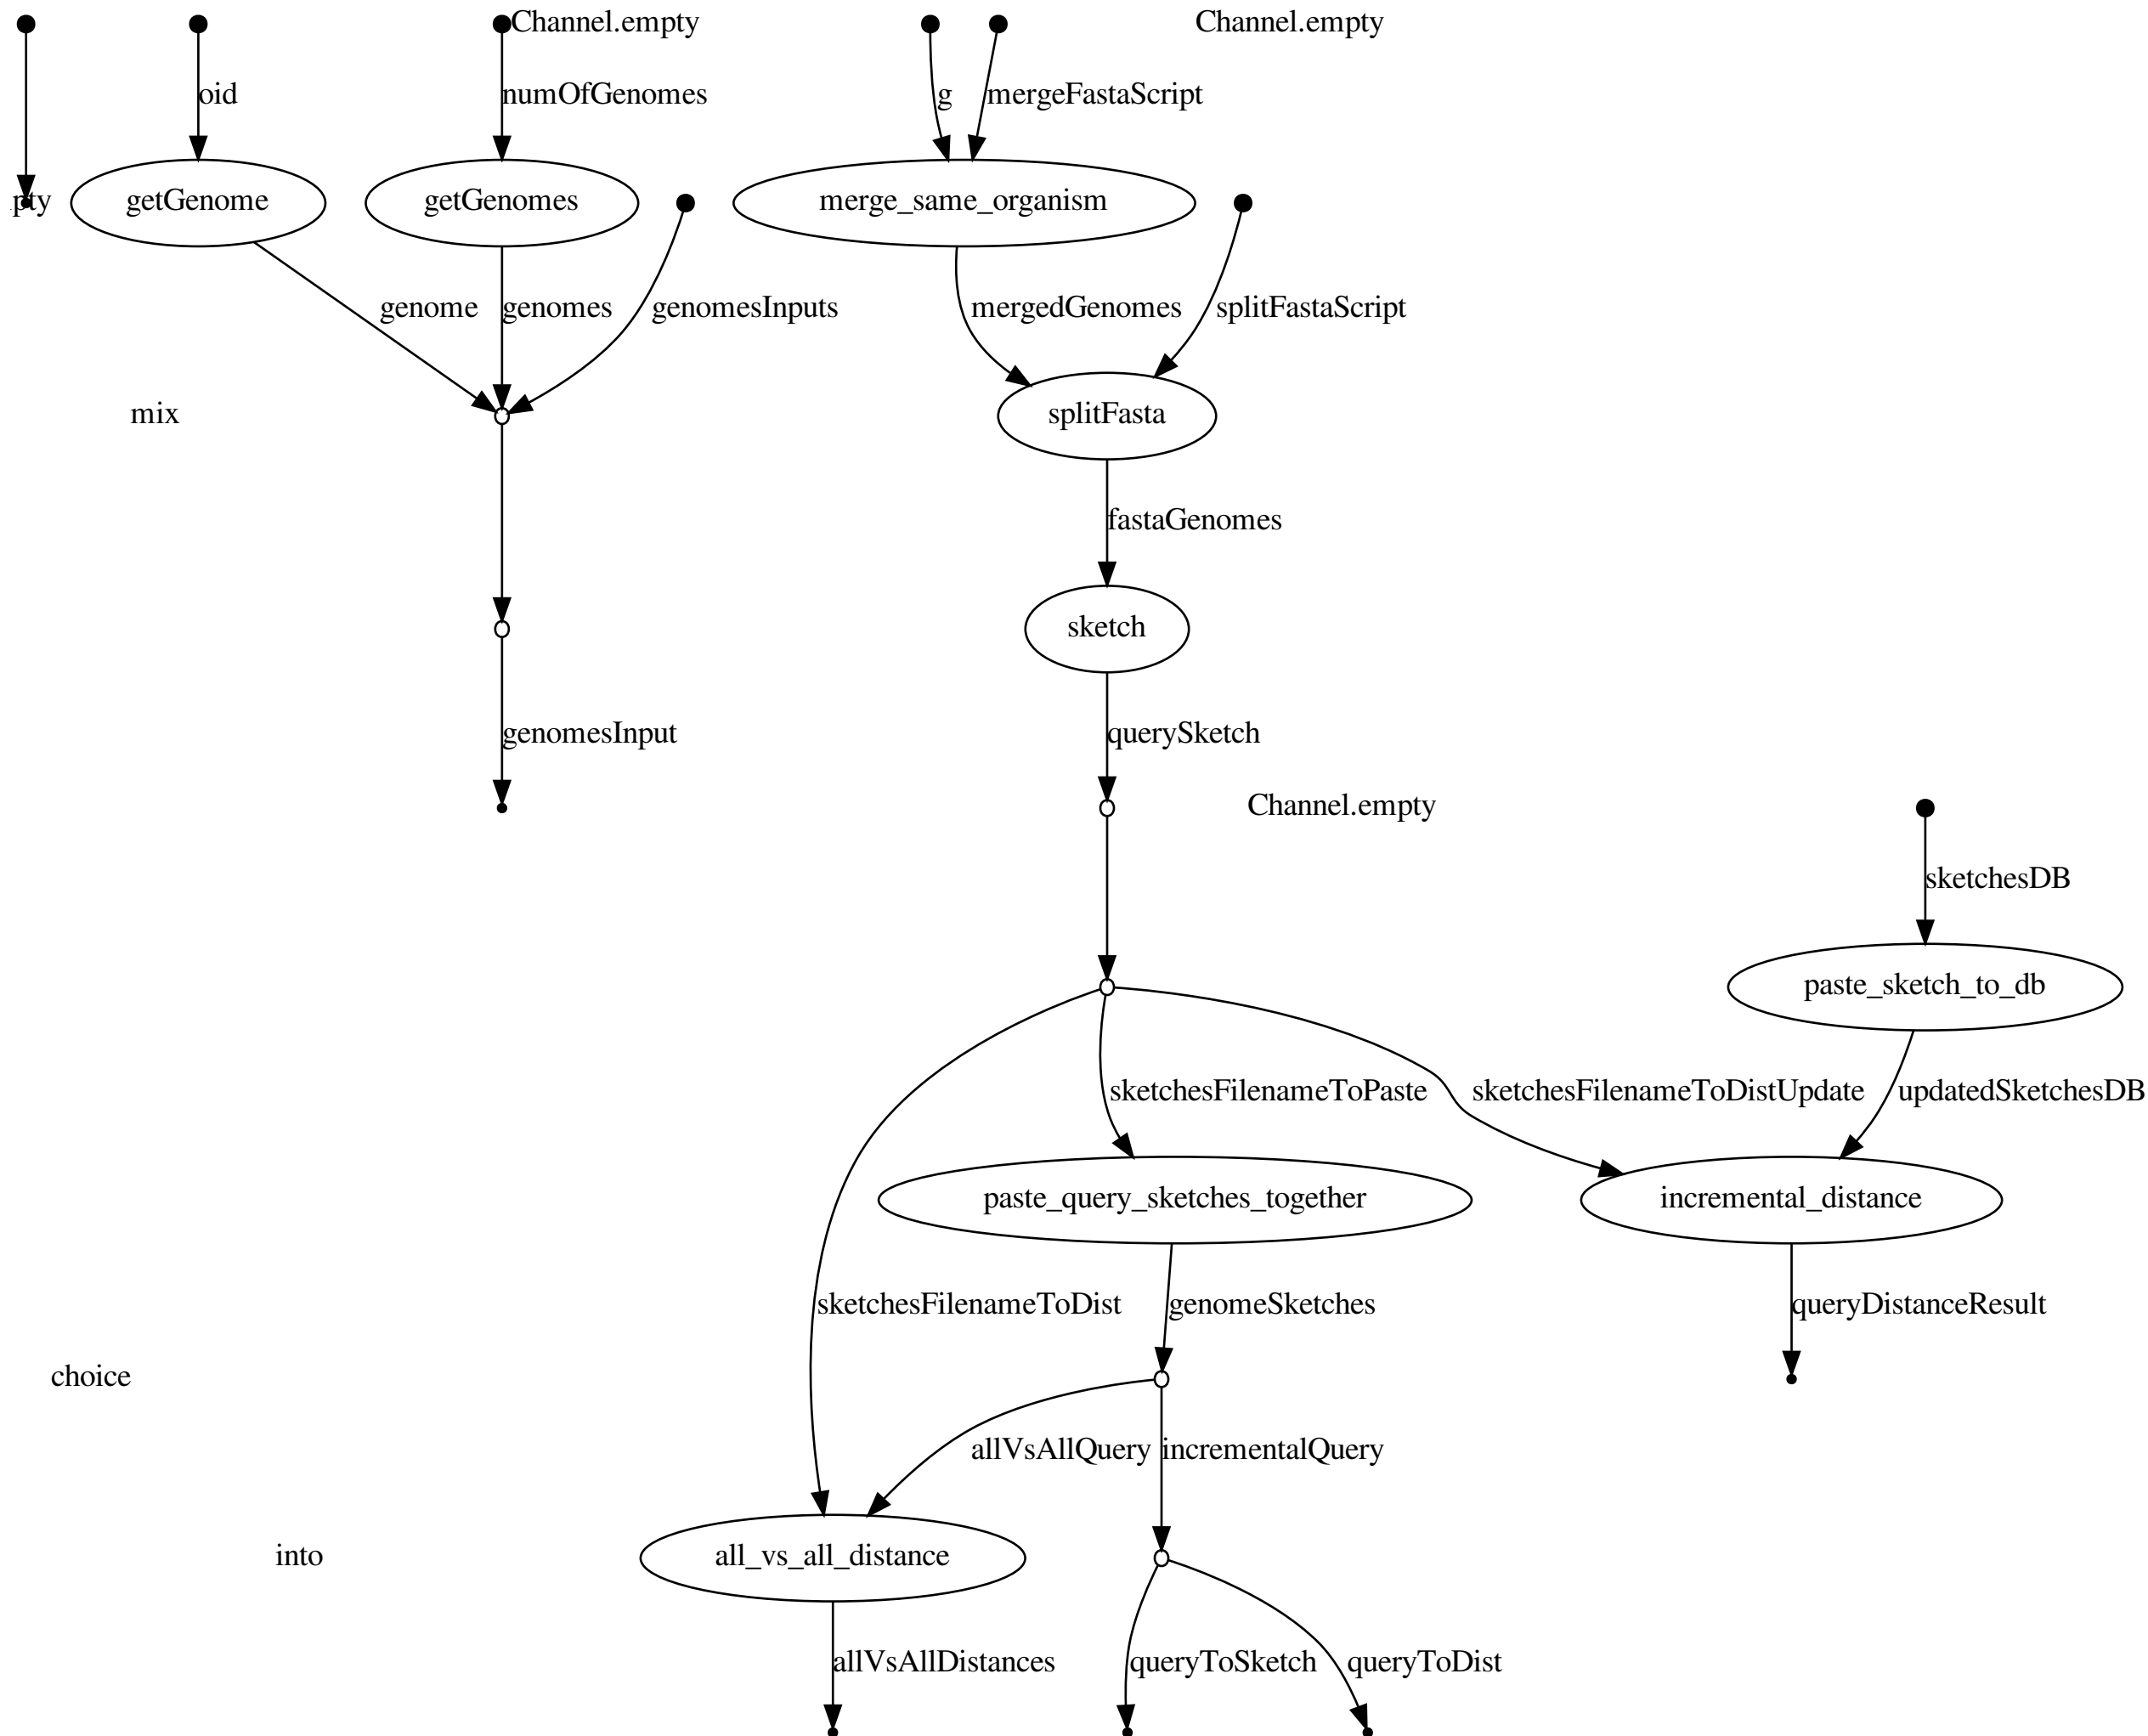 Channel.empty
Channel.empty
oid
numOfGenomes
g
mergeFastaScript
pty
getGenome
getGenomes
merge_same_organism
genome
genomes
genomesInputs
mergedGenomes
splitFastaScript
mix
splitFasta
fastaGenomes
sketch
genomesInput
querySketch
Channel.empty
sketchesDB
paste_sketch_to_db
sketchesFilenameToPaste
sketchesFilenameToDistUpdate
updatedSketchesDB
paste_query_sketches_together
incremental_distance
sketchesFilenameToDist
genomeSketches
queryDistanceResult
choice
allVsAllQuery
incrementalQuery
into
all_vs_all_distance
allVsAllDistances
queryToSketch
queryToDist